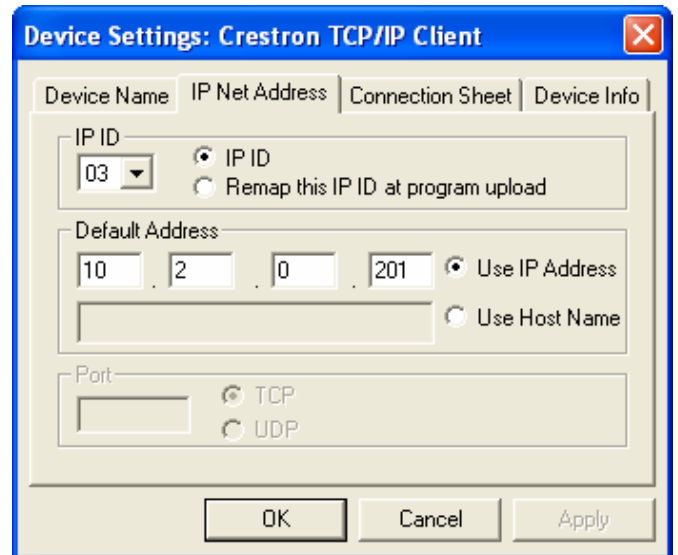 Device Settings: Crestron TCP/IP Client
Device Name IP Net Address Connection Sheet Device Info
IP ID
03 IP ID
Remap this IP ID at program upload
Default Address
10 . 2 . 0 . 201 Use IP Address
Use Host Name
Port
TCP
UDP
OK Cancel Apply